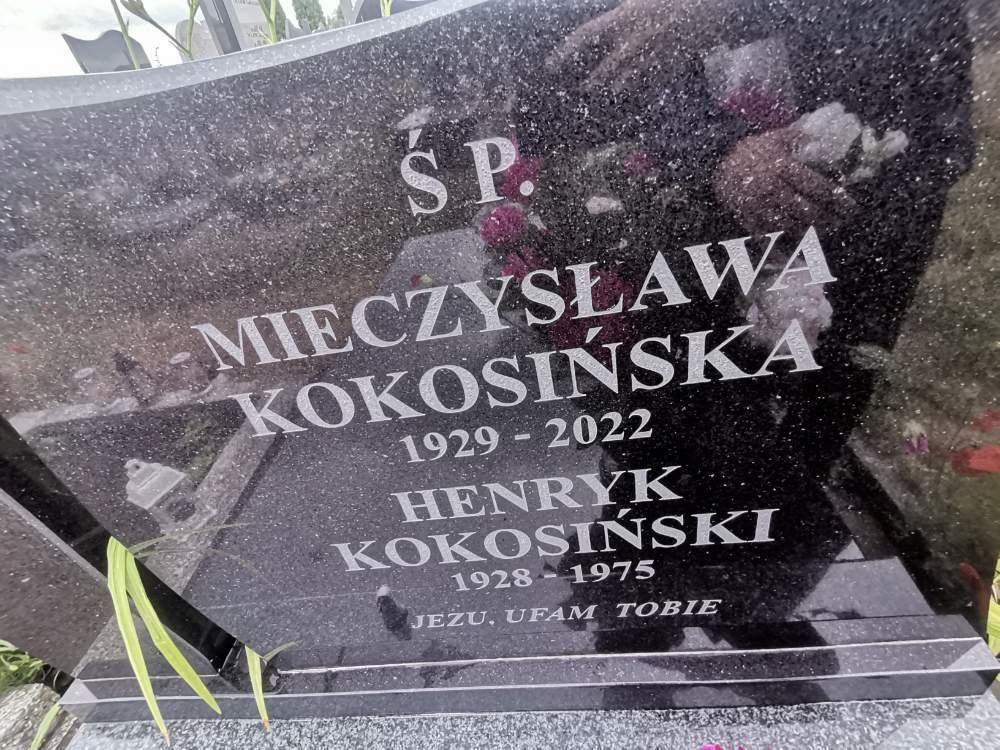 Ś P.
MIECZYSŁAWA
KOKOSIŃSKA
1929 - 2022
HENRYK
KOKOSIŃSKI
1928 - 1975
JEZU, UFAM TOBIE